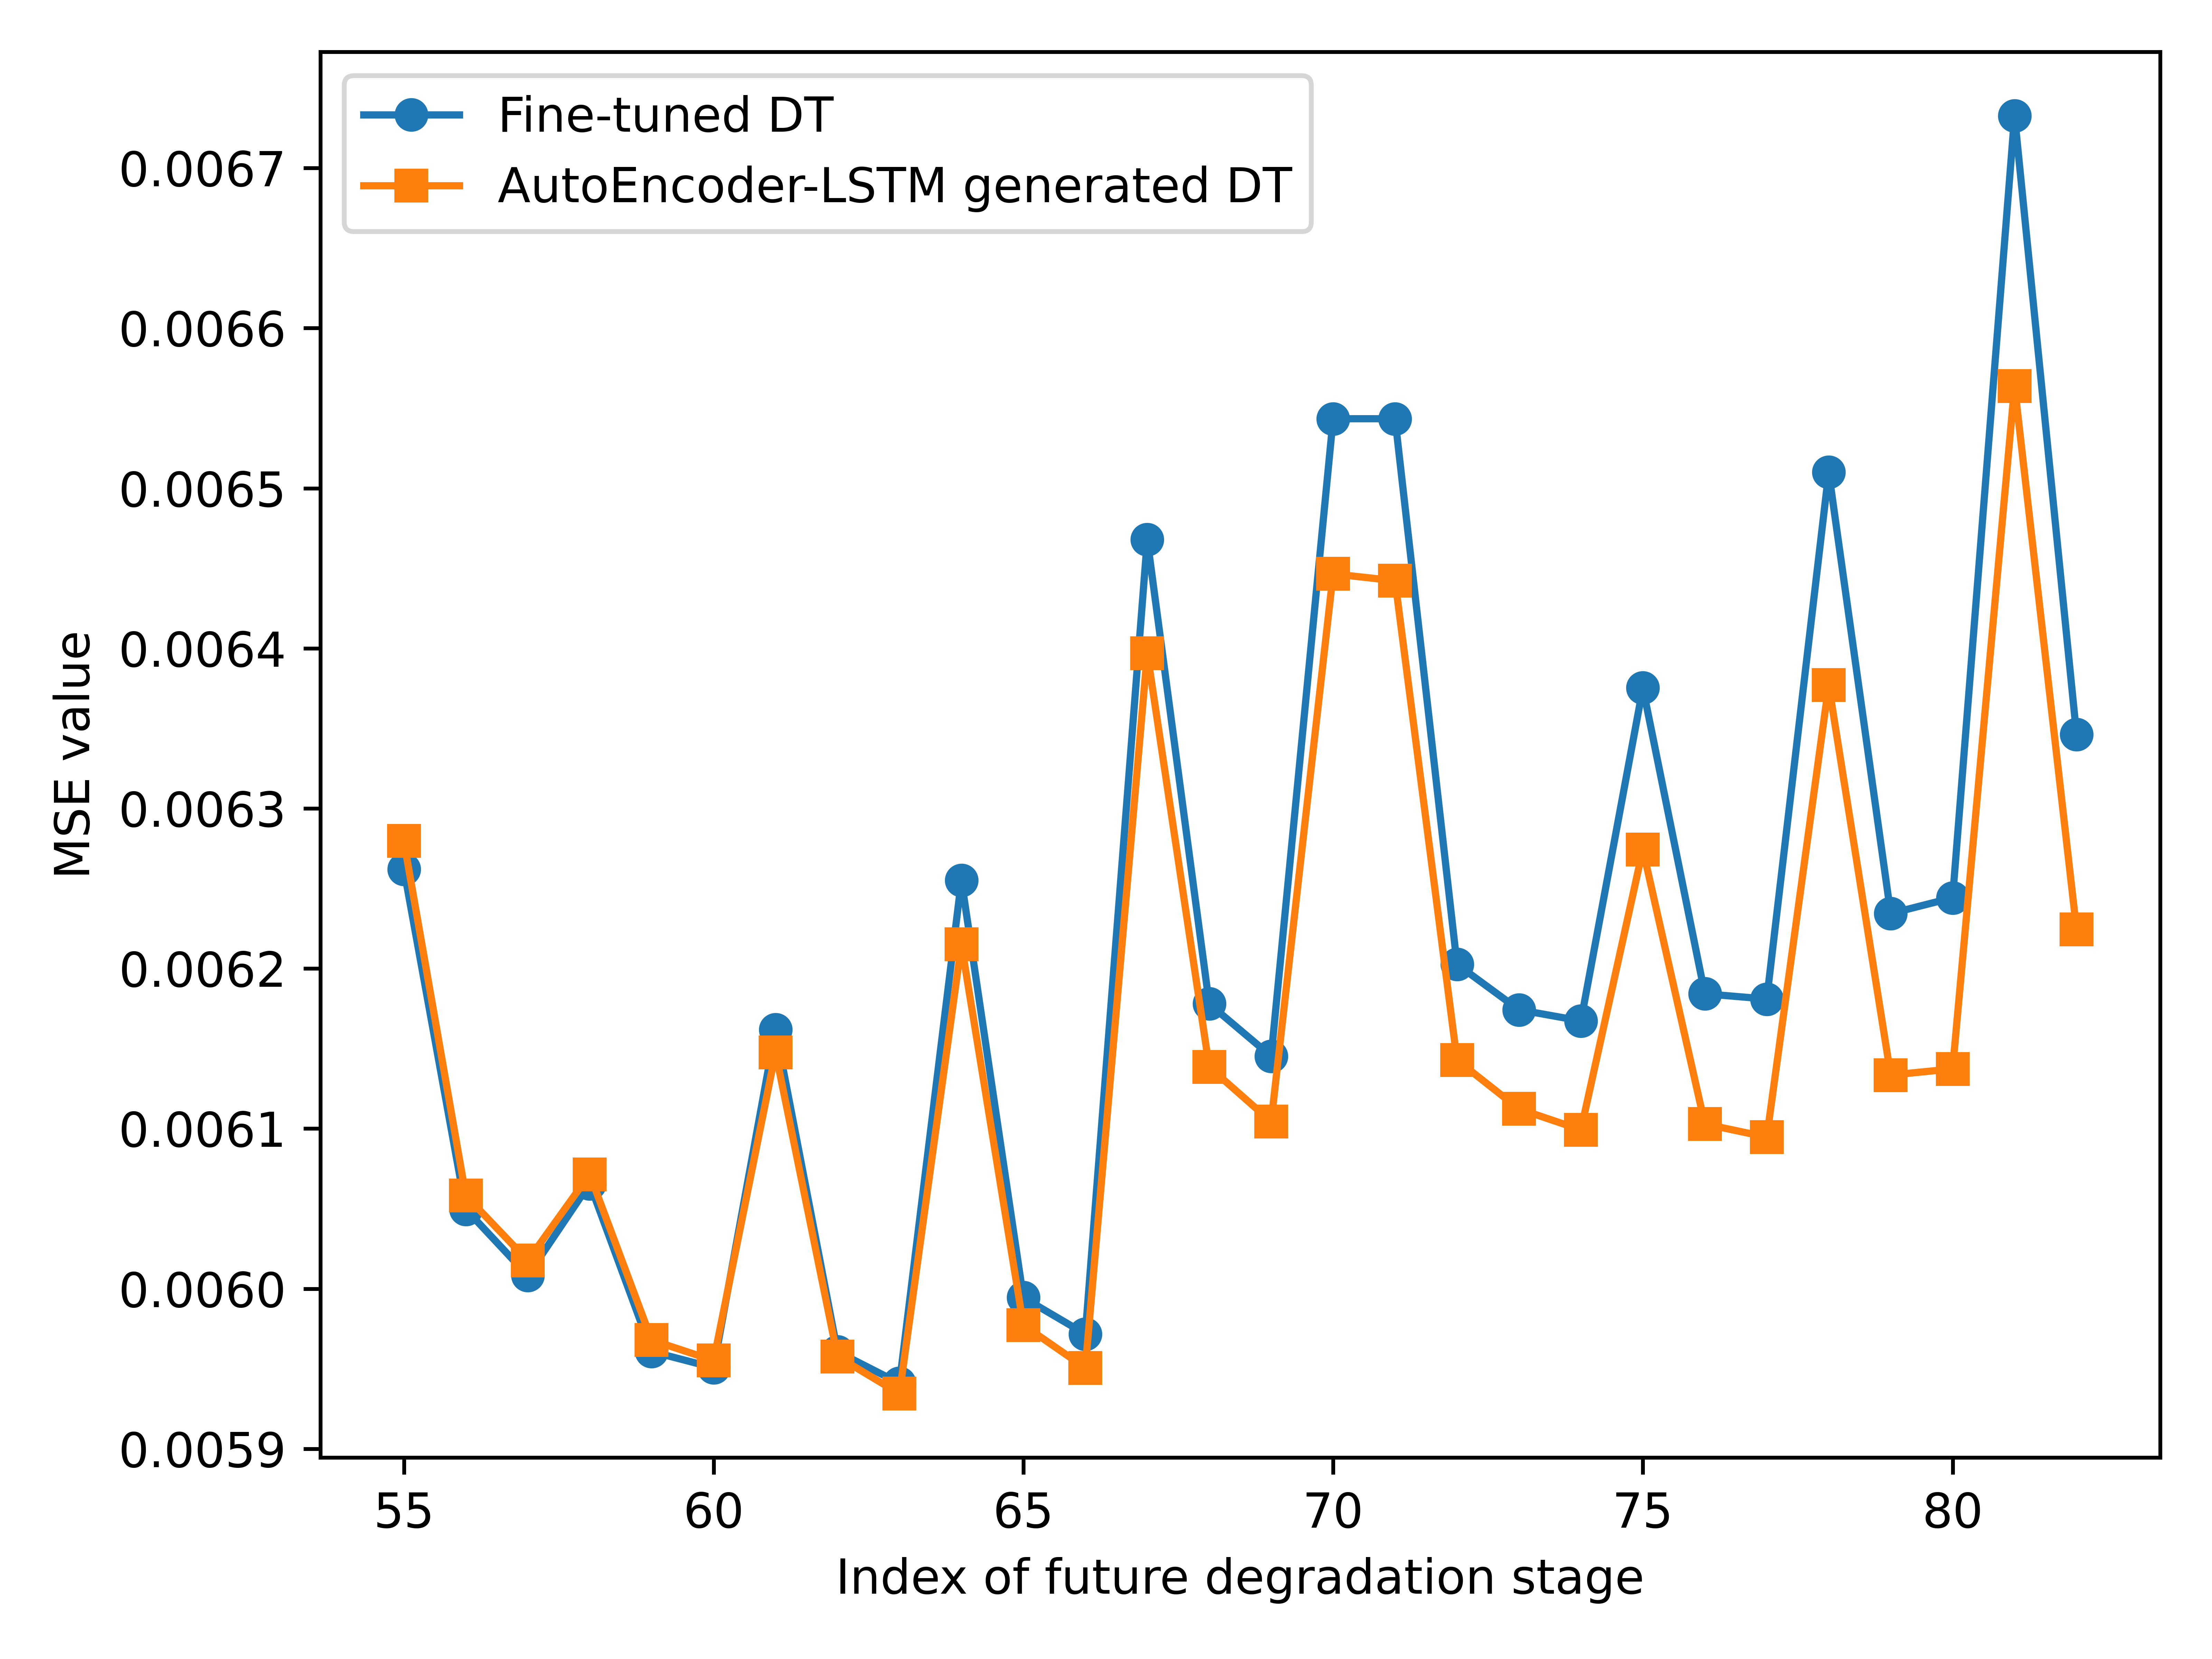 Fine-tuned DT
AutoEncoder-LSTM generated DT
0.0067
0.0066
0.0065
0.0064
0.0063
0.0062
0.0061
0.0060
0.0059
MSE value
55 60 65 70 75 80
Index of future degradation stage